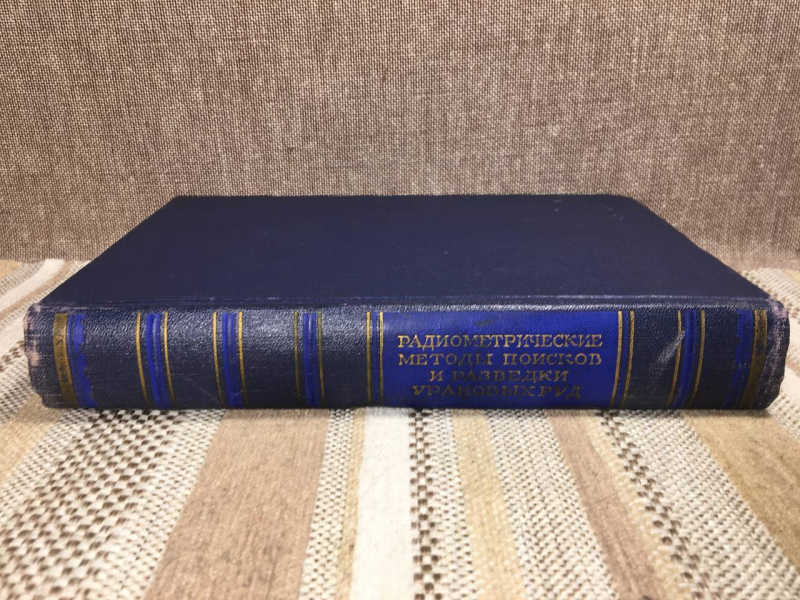 РАДИОМЕТРИЧЕСКИЕ
МЕТОДЫ ПОИСКОВ
И РАЗВЕДКИ
УРАНОВЫХ РУД